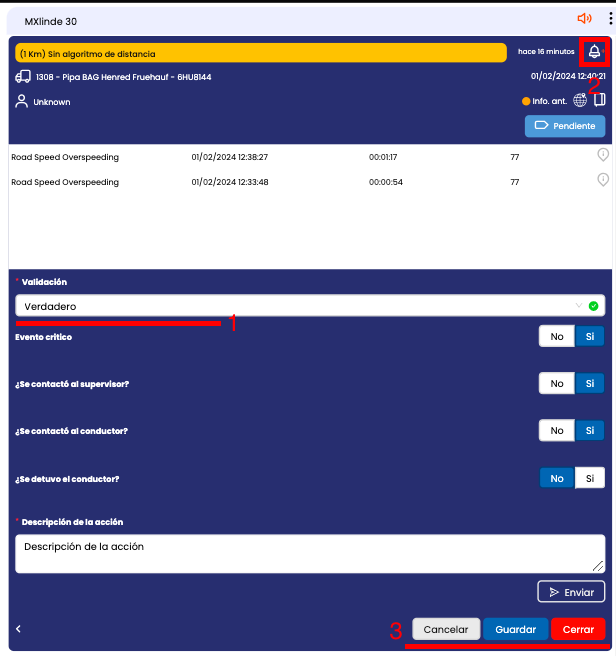 MXlinde 30
(1 Km) Sin algoritmo de distancia
hace 16 minutos
1308 - Pipa BAG Henred Fruehauf - 6HU8144
01/02/2024 12:40:21
2
Unknown
Info. ant.
Pendiente
Road Speed Overspeeding 01/02/2024 12:38:27 00:01:17 77
Road Speed Overspeeding 01/02/2024 12:33:48 00:00:54 77
* Validación
Verdadero
1
Evento critico No Si
¿Se contactó al supervisor? No Si
¿Se contactó al conductor? No Si
¿Se detuvo el conductor? No Si
* Descripción de la acción
Descripción de la acción
Enviar
3 Cancelar Guardar Cerrar